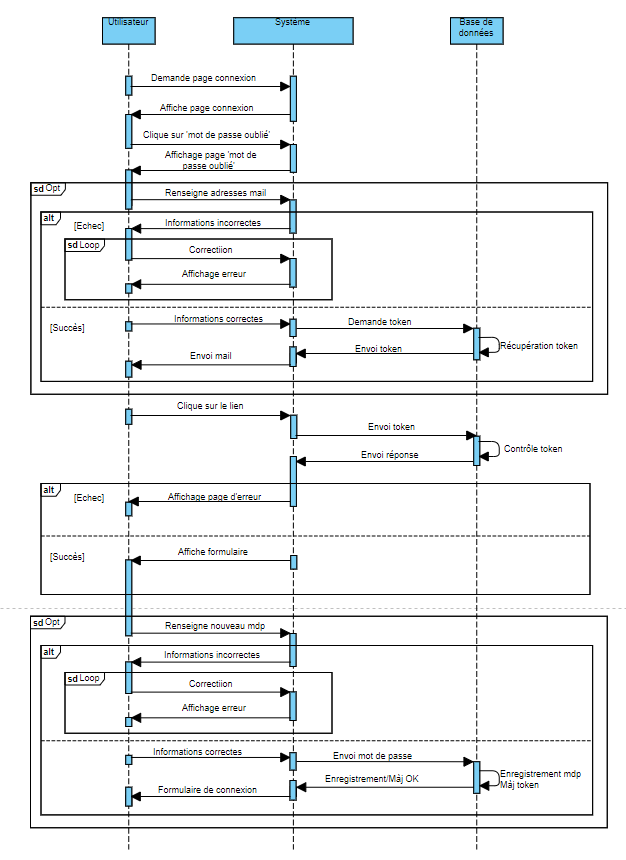 Utilisateur
Système
Base de
données
Demande page connexion
Affiche page connexion
Clique sur 'mot de passe oublié'
Affichage page 'mot de
passe oublié'
sd Opt
Renseigne adresses mail
alt
[Echec]
Informations incorrectes
sd Loop
Correctiion
Affichage erreur
[Succés]
Informations correctes
Demande token
Récupération token
Envoi token
Envoi mail
Clique sur le lien
Envoi token
Contrôle token
Envoi réponse
alt
[Echec]
Affichage page d'erreur
[Succés]
Affiche formulaire
sd Opt
Renseigne nouveau mdp
alt
Informations incorrectes
sd Loop
Correctiion
Affichage erreur
Informations correctes
Envoi mot de passe
Enregistrement mdp
Màj token
Enregistrement/Màj OK
Formulaire de connexion